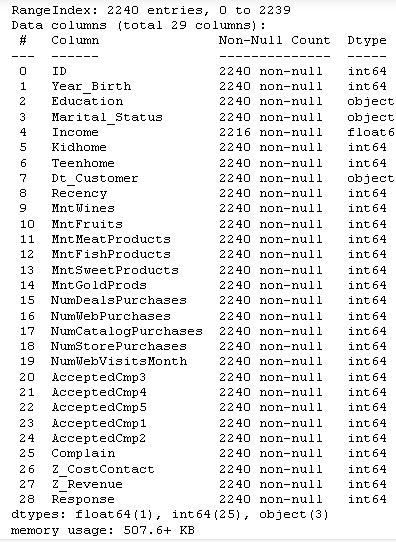 RangeIndex: 2240 entries, 0 to 2239
Data columns (total 29 columns):
 #   Column               Non-Null Count  Dtype
---  ------               --------------  -----
 0   ID                   2240 non-null   int64
 1   Year_Birth           2240 non-null   int64
 2   Education            2240 non-null   object
 3   Marital_Status       2240 non-null   object
 4   Income               2216 non-null   float6
 5   Kidhome              2240 non-null   int64
 6   Teenhome             2240 non-null   int64
 7   Dt_Customer          2240 non-null   object
 8   Recency              2240 non-null   int64
 9   MntWines             2240 non-null   int64
 10  MntFruits            2240 non-null   int64
 11  MntMeatProducts      2240 non-null   int64
 12  MntFishProducts      2240 non-null   int64
 13  MntSweetProducts     2240 non-null   int64
 14  MntGoldProds         2240 non-null   int64
 15  NumDealsPurchases    2240 non-null   int64
 16  NumWebPurchases      2240 non-null   int64
 17  NumCatalogPurchases  2240 non-null   int64
 18  NumStorePurchases    2240 non-null   int64
 19  NumWebVisitsMonth    2240 non-null   int64
 20  AcceptedCmp3         2240 non-null   int64
 21  AcceptedCmp4         2240 non-null   int64
 22  AcceptedCmp5         2240 non-null   int64
 23  AcceptedCmp1         2240 non-null   int64
 24  AcceptedCmp2         2240 non-null   int64
 25  Complain             2240 non-null   int64
 26  Z_CostContact        2240 non-null   int64
 27  Z_Revenue            2240 non-null   int64
 28  Response             2240 non-null   int64
dtypes: float64(1), int64(25), object(3)
memory usage: 507.6+ KB